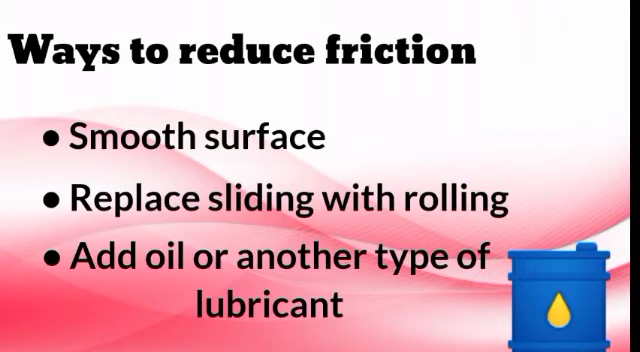 Ways to reduce friction
• Smooth surface
• Replace sliding with rolling
• Add oil or another type of
lubricant